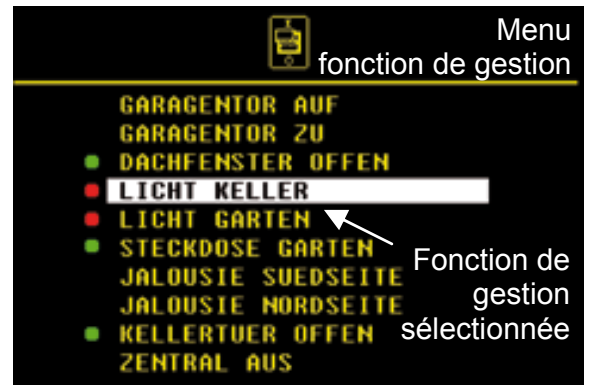 Menu
fonction de gestion
GARAGENTOR AUF
GARAGENTOR ZU
DACHFENSTER OFFEN
LICHT KELLER
LICHT GARTEN
STECKDOSE GARTEN
JALOUSIE SUEDSEITE
JALOUSIE NORDSEITE
KELLERTUER OFFEN
ZENTRAL AUS
Fonction de
gestion
sélectionnée